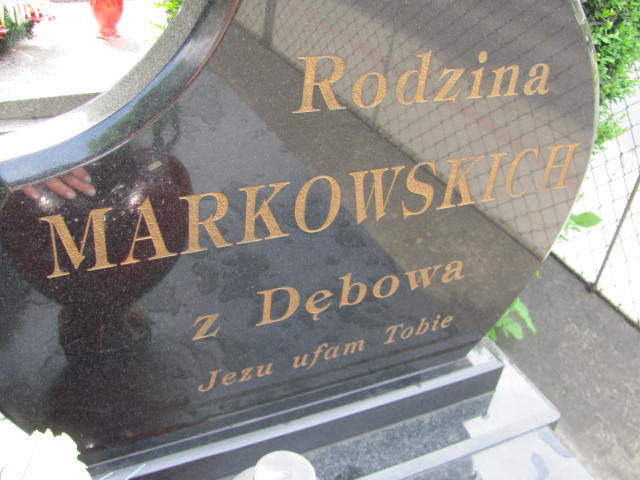 Rodzina
MARKOWSKICH
z Dębowa
Jezu ufam Tobie